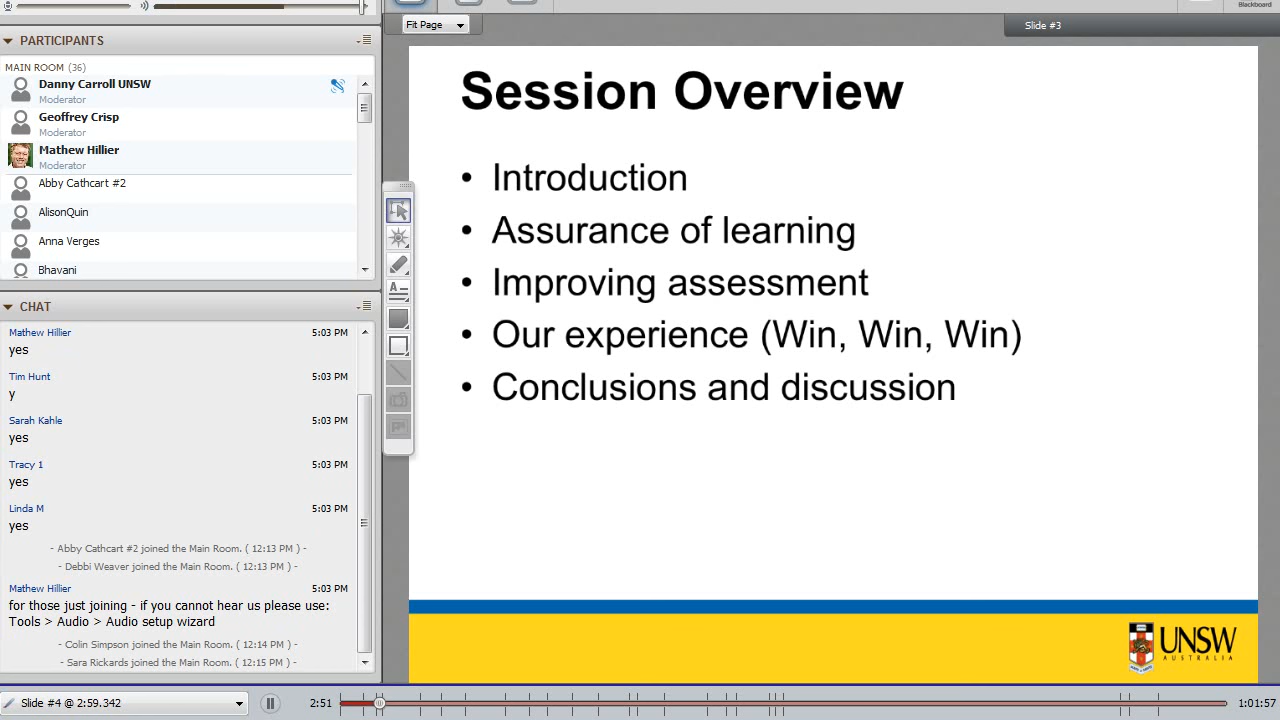 Blackboard
Fit Page
Slide #3
PARTICIPANTS
MAIN ROOM (36)
Danny Carroll UNSW
Moderator
Geoffrey Crisp
Moderator
Mathew Hillier
Moderator
Abby Cathcart #2
AlisonQuin
Anna Verges
Bhavani
CHAT
Mathew Hillier 5:03 PM
yes
Tim Hunt 5:03 PM
y
Sarah Kahle 5:03 PM
yes
Tracy 1 5:03 PM
yes
Linda M 5:03 PM
yes
- Abby Cathcart #2 joined the Main Room. ( 12:13 PM ) -
- Debbi Weaver joined the Main Room. ( 12:13 PM ) -
Mathew Hillier 5:03 PM
for those just joining - if you cannot hear us please use:
Tools > Audio > Audio setup wizard
- Colin Simpson joined the Main Room. ( 12:14 PM ) -
- Sara Rickards joined the Main Room. ( 12:15 PM ) -
Session Overview
• Introduction
• Assurance of learning
• Improving assessment
• Our experience (Win, Win, Win)
• Conclusions and discussion
UNSW
AUSTRALIA
Slide #4 @ 2:59.342
2:51
1:01:57